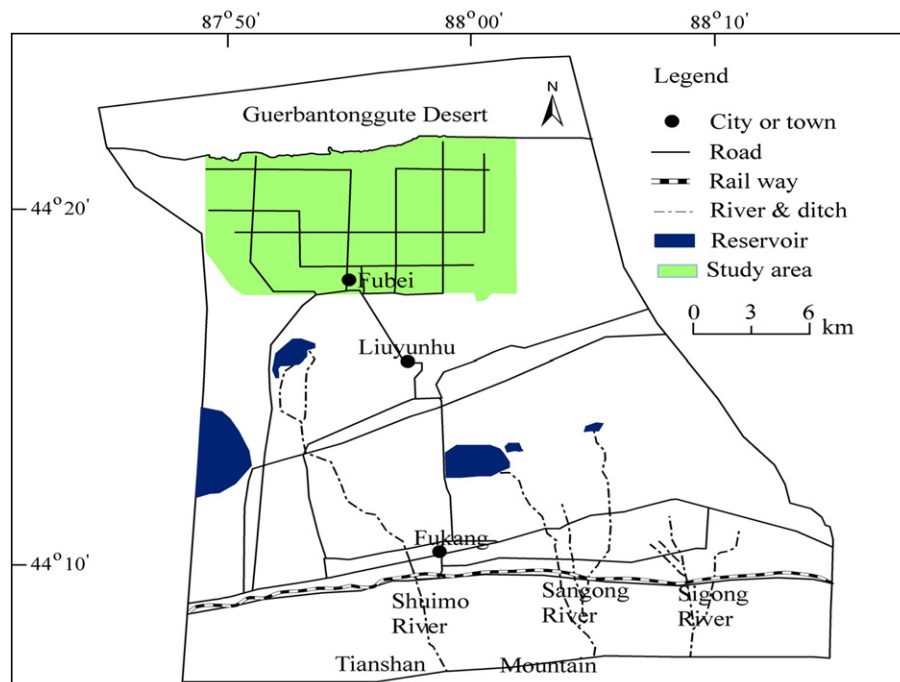 87°50' 88°00' 88°10'
Legend
N
Guerbantonggute Desert
City or town
Road
Rail way
44°20'
River & ditch
Reservoir
Study area
Fubei
0 3 6
km
Liuyunhu
Fukang
44°10'
Shuimo
River
Sangong
River
Sigong
River
Tianshan Mountain